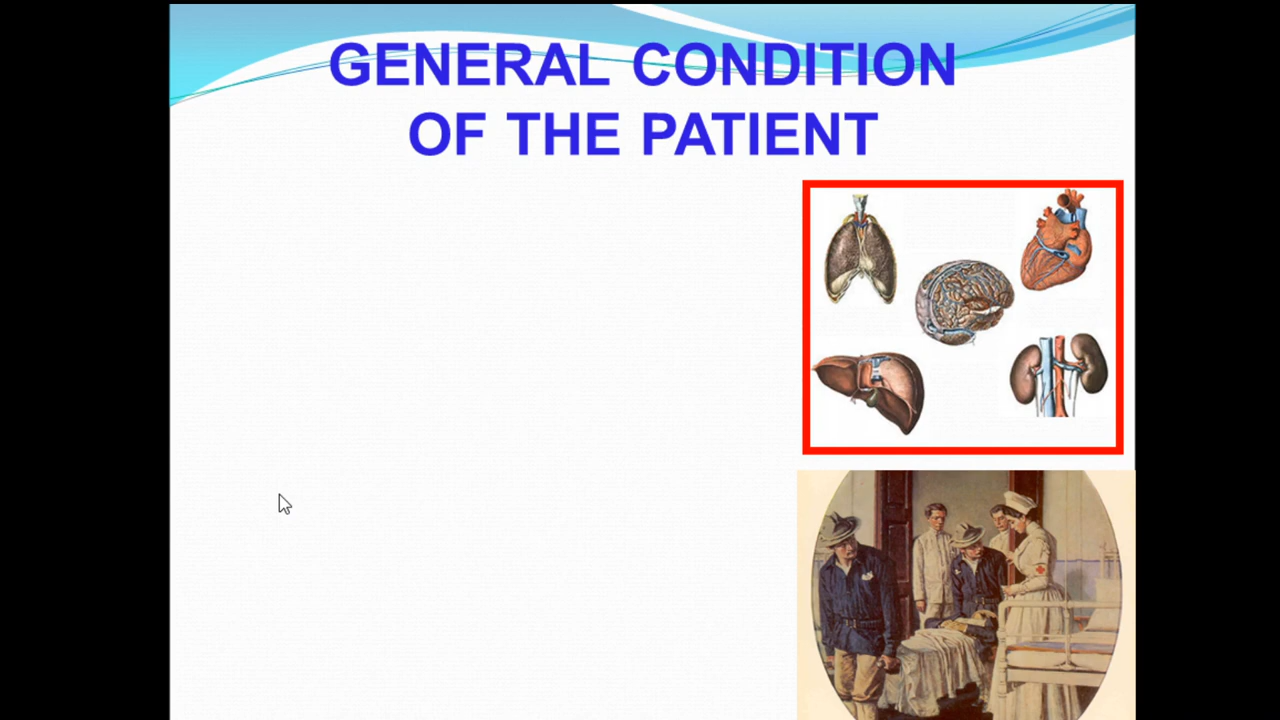 GENERAL CONDITION
OF THE PATIENT